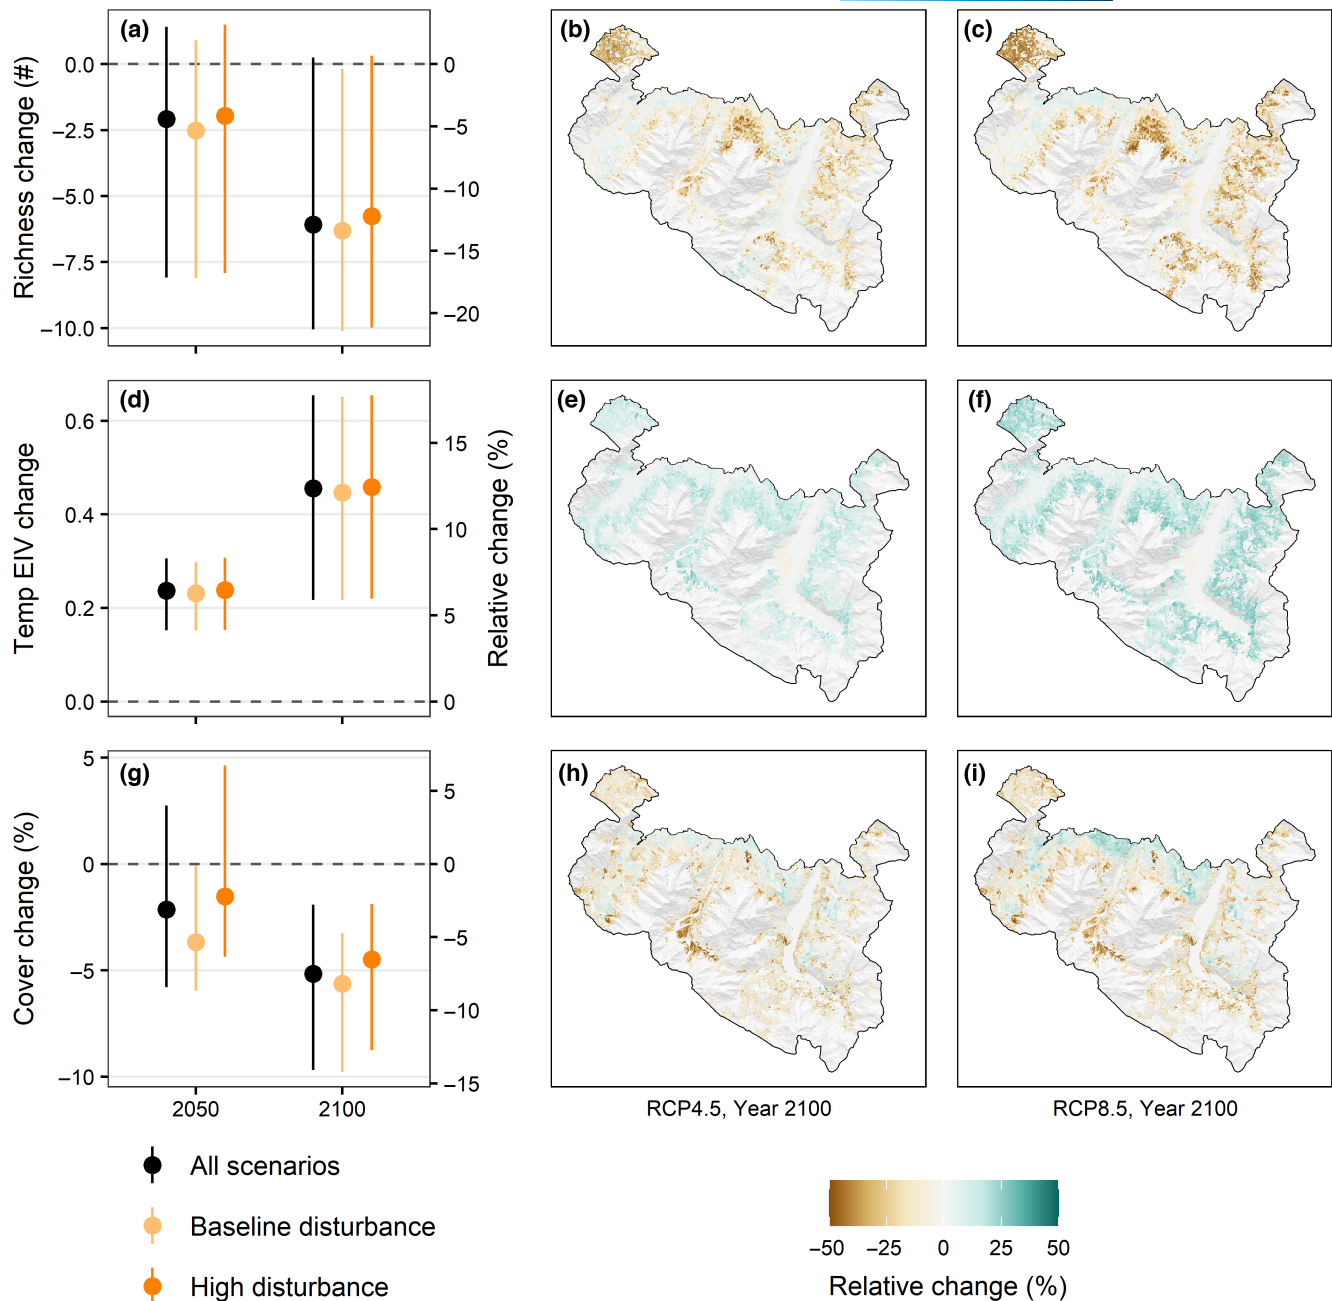 (a)
Richness change (#)
0.0
−2.5
−5.0
−7.5
−10.0
0
−5
−10
−15
−20
(b)
(c)
(d)
Temp EIV change
0.6
0.4
0.2
0.0
15
10
5
0
Relative change (%)
(e)
(f)
(g)
Cover change (%)
5
0
−5
−10
5
0
−5
−10
−15
2050
2100
(h)
(i)
RCP4.5, Year 2100
RCP8.5, Year 2100
All scenarios
Baseline disturbance
High disturbance
−50
−25
0
25
50
Relative change (%)